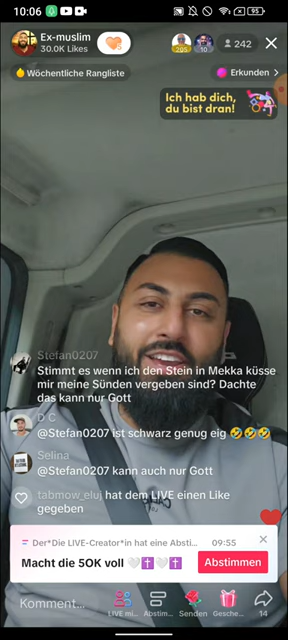 10:06
95
Ex-muslim
30.0K Likes
205
10
242
Wöchentliche Rangliste
Erkunden
Ich hab dich,
du bist dran!
Stefan0207
Stimmt es wenn ich den Stein in Mekka küsse
mir meine Sünden vergeben sind? Dachte
das kann nur Gott
D C
@Stefan0207 ist schwarz genug eig 🤣🤣🤣
Selina
@Stefan0207 kann auch nur Gott
tabmow_eluj hat dem LIVE einen Like
gegeben
Der*Die LIVE-Creator*in hat eine Absti... 09:55
Macht die 50K voll 🤍✝️🤍✝️
Abstimmen
Komment...
LIVE mi...
Abstim...
Senden
Gesche...
14